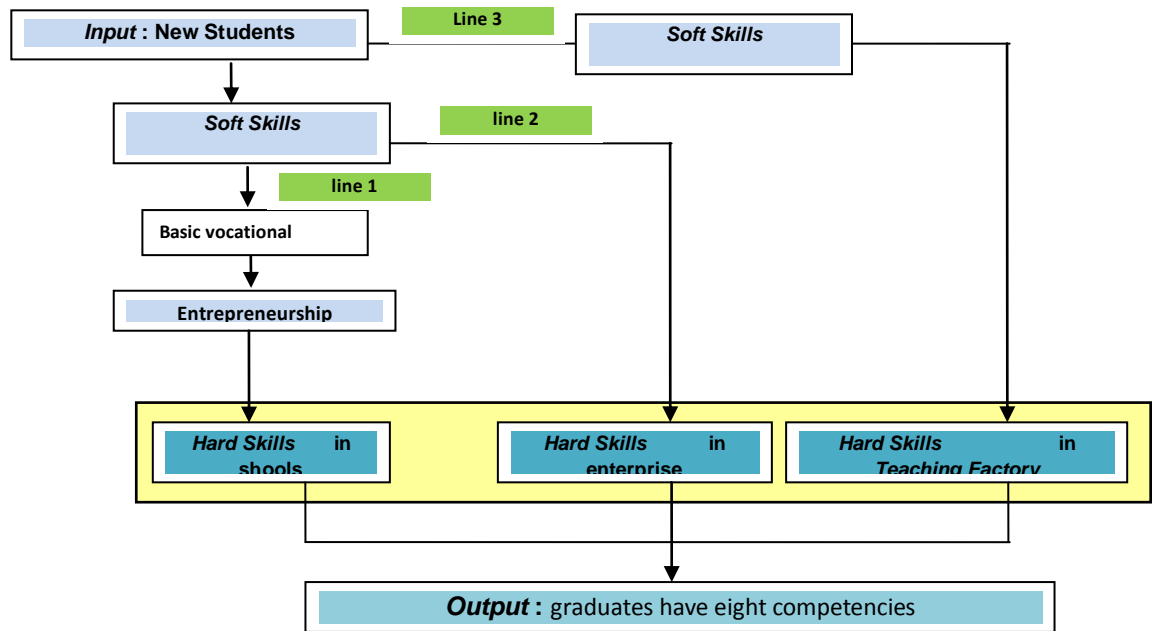 Line 3
Input : New Students
Soft Skills
line 2
Soft Skills
line 1
Basic vocational
Entrepreneurship
Hard Skills in
shools
Hard Skills in
enterprise
Hard Skills in
Teaching Factory
Output : graduates have eight competencies